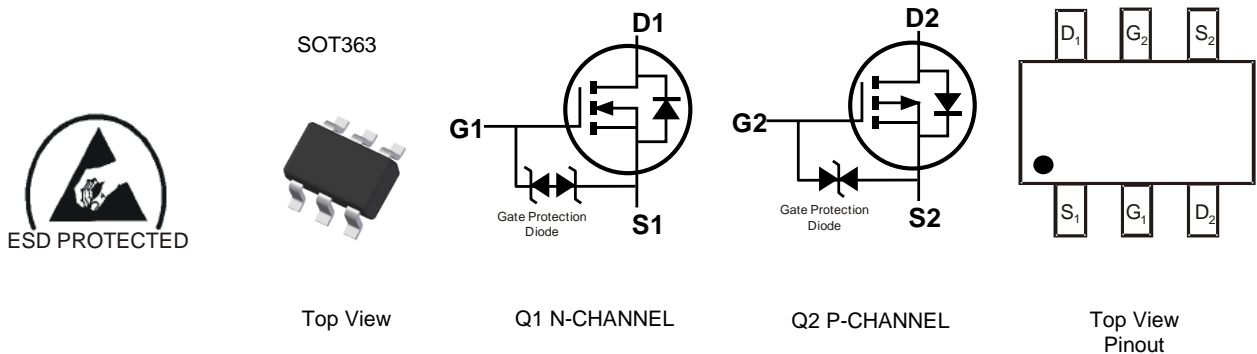 ESD PROTECTED
SOT363
Top View
D1
G1
Gate Protection
Diode
S1
Q1 N-CHANNEL
D2
G2
Gate Protection
Diode
S2
Q2 P-CHANNEL
D₁ G₂ S₂
S₁ G₁ D₂
Top View
Pinout